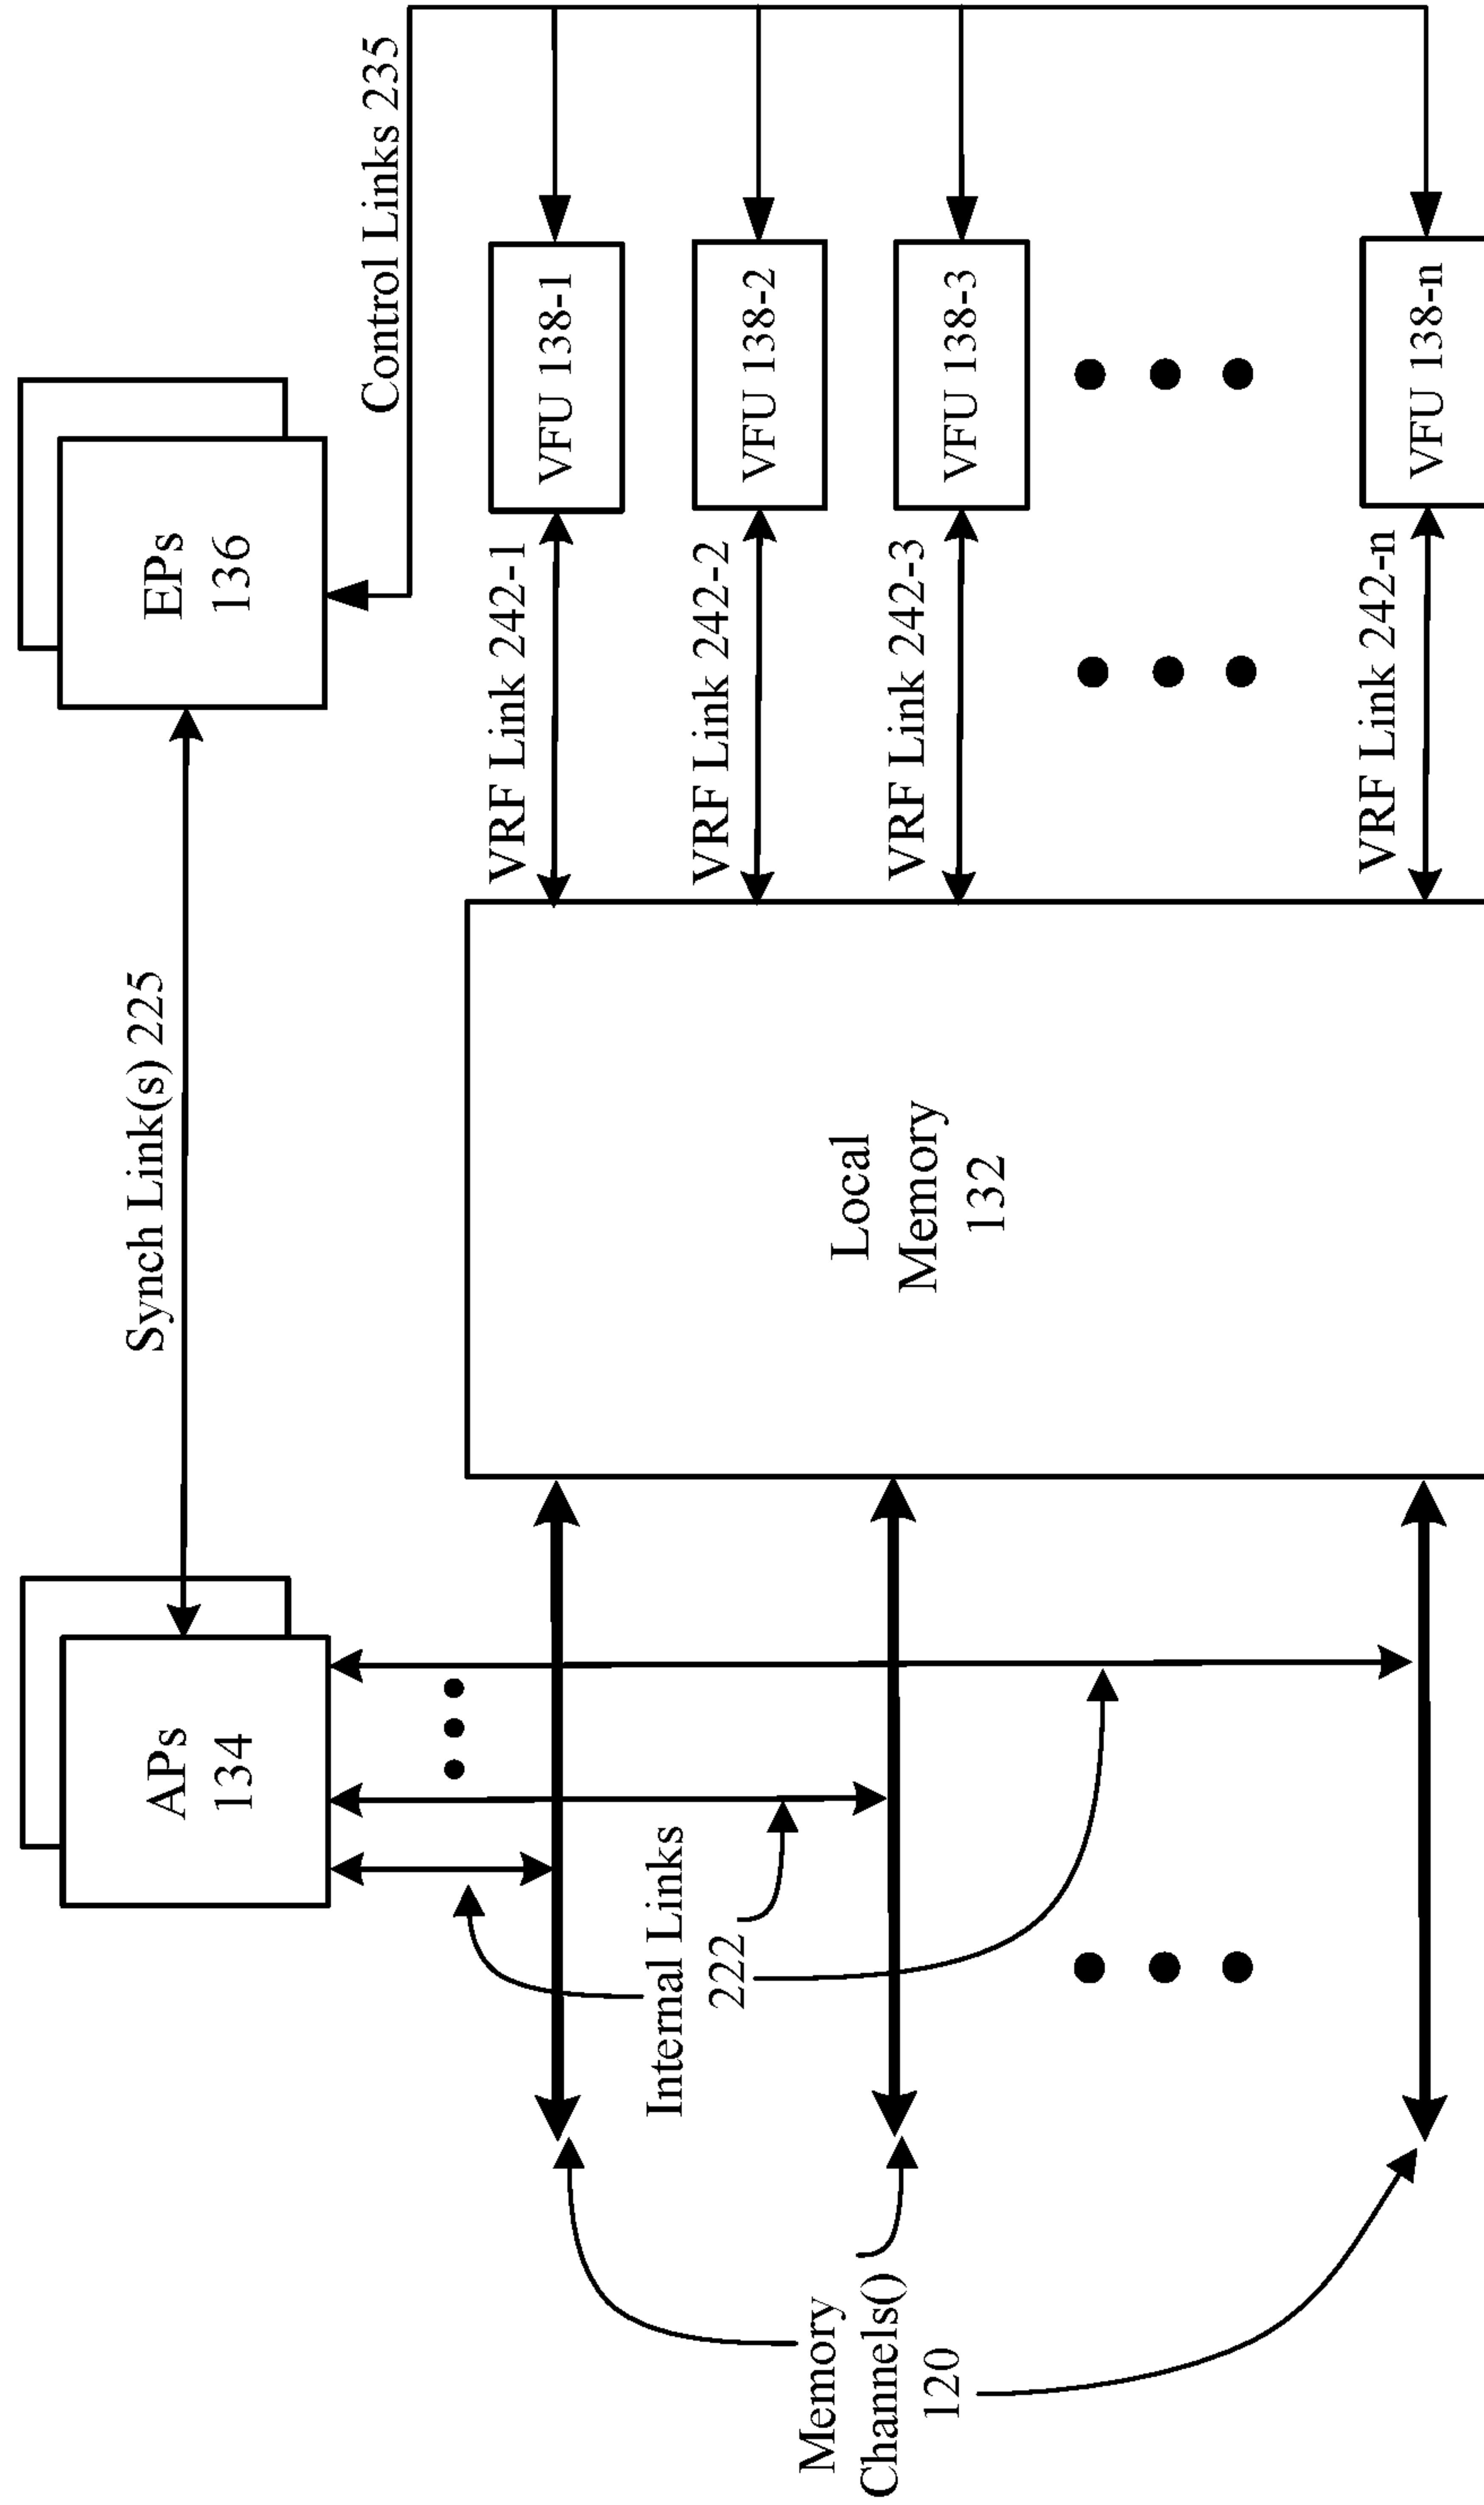 APs
134
Synch Link(s) 225
EPs
136
Control Links 235
Internal Links
222
Memory
Channels()
120
Local
Memory
132
VRF Link 242-1
VFU 138-1
VRF Link 242-2
VFU 138-2
VRF Link 242-3
VFU 138-3
VRF Link 242-n
VFU 138-n